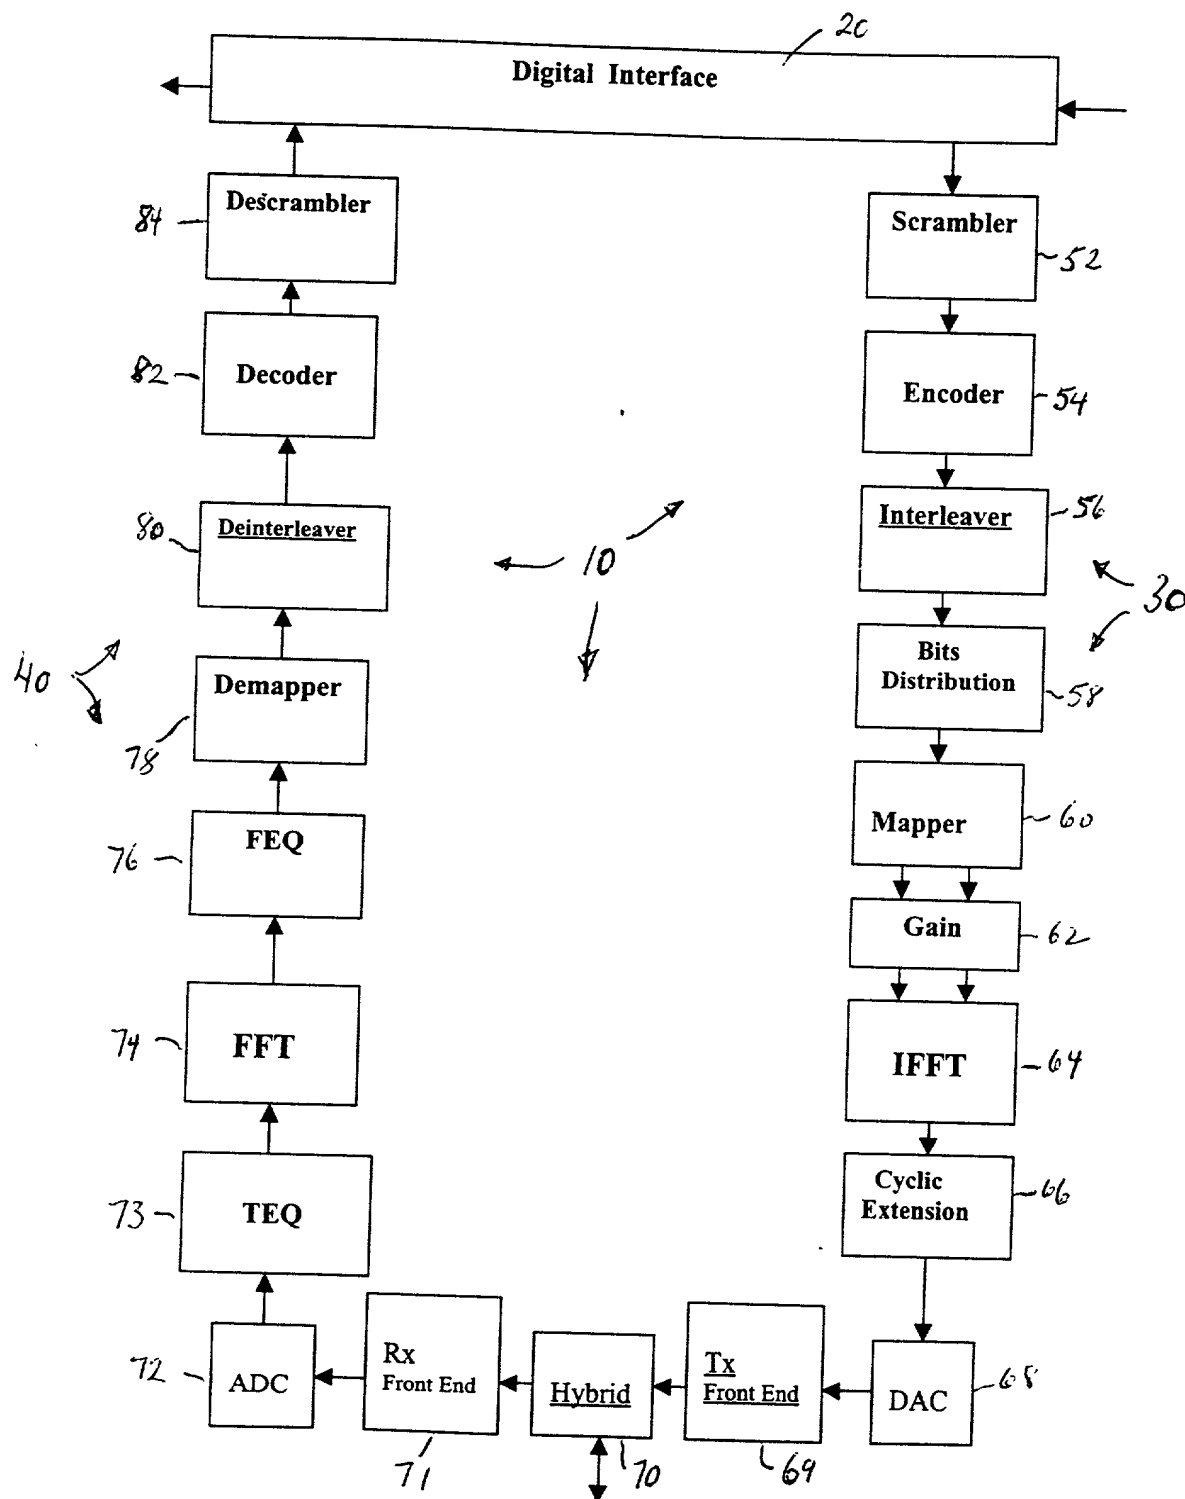 20
Digital Interface
Descrambler
84
Scrambler
52
82
Decoder
Encoder
54
80
Deinterleaver
10
Interleaver
56
30
40
Demapper
78
Bits
Distribution
58
76
FEQ
Mapper
60
Gain
62
74
FFT
IFFT
64
73
TEQ
Cyclic
Extension
66
72
ADC
Rx
Front End
71
Hybrid
70
Tx
Front End
69
DAC
68